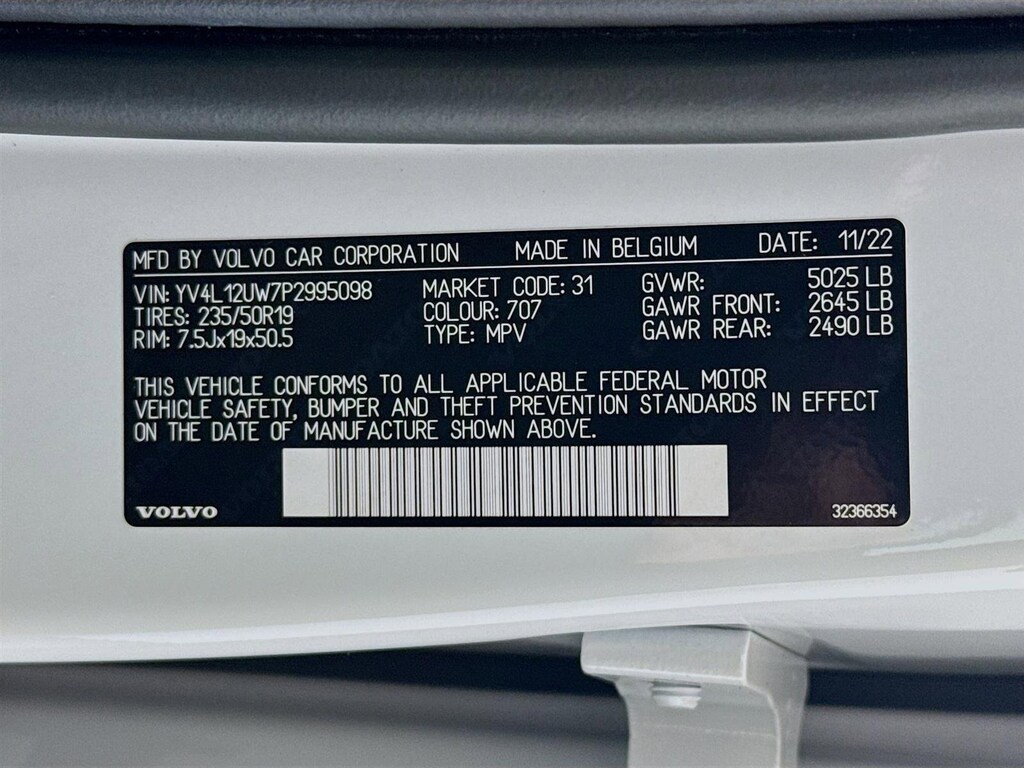 MFD BY VOLVO CAR CORPORATION MADE IN BELGIUM DATE: 11/22
VIN: YV4L12UW7P2995098 MARKET CODE: 31 GVWR: 5025 LB
TIRES: 235/50R19 COLOUR: 707 GAWR FRONT: 2645 LB
RIM: 7.5Jx19x50.5 TYPE: MPV GAWR REAR: 2490 LB
THIS VEHICLE CONFORMS TO ALL APPLICABLE FEDERAL MOTOR
VEHICLE SAFETY, BUMPER AND THEFT PREVENTION STANDARDS IN EFFECT
ON THE DATE OF MANUFACTURE SHOWN ABOVE.
VOLVO 32366354